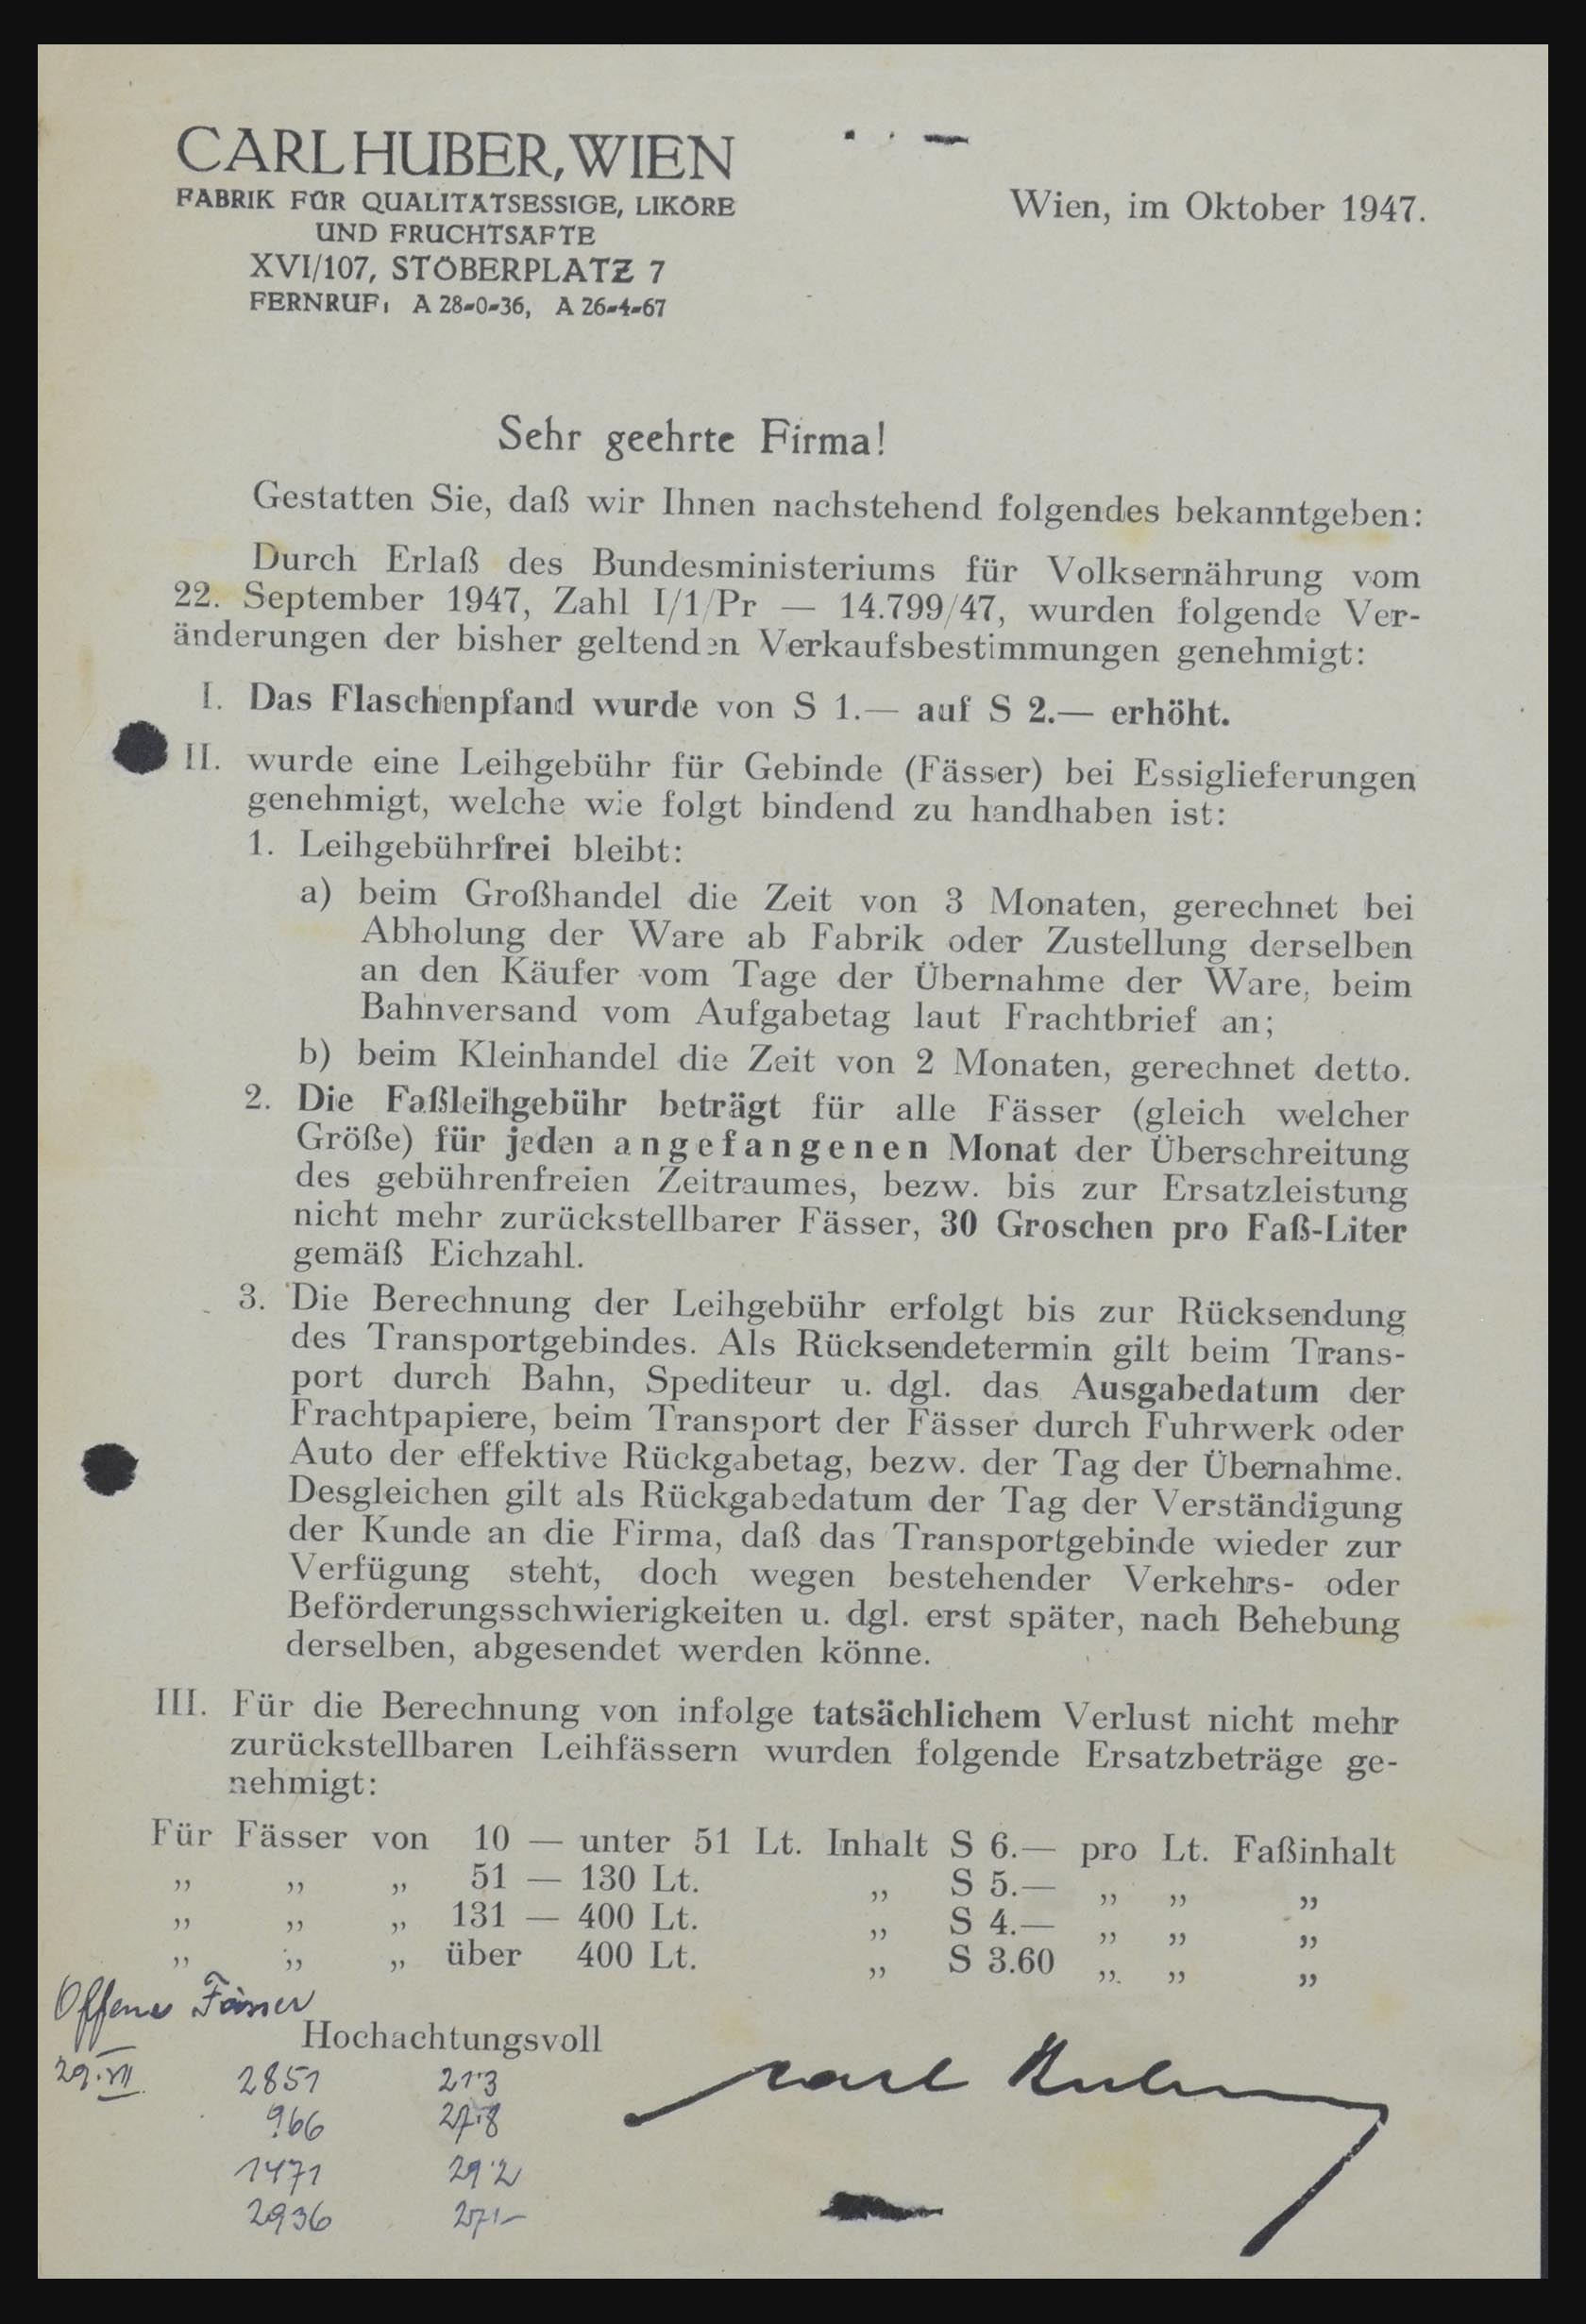 CARL HUBER, WIEN
FABRIK FÜR QUALITÄTSESSIGE, LIKÖRE
UND FRUCHTSÄFTE
XVI/107, STÖBERPLATZ 7
FERNRUF: A 28-0-36, A 26-4-67
Wien, im Oktober 1947.
Sehr geehrte Firma!
Gestatten Sie, daß wir Ihnen nachstehend folgendes bekanntgeben:
Durch Erlaß des Bundesministeriums für Volksernährung vom
22. September 1947, Zahl I/1/Pr — 14.799/47, wurden folgende Ver-
änderungen der bisher geltenden Verkaufsbestimmungen genehmigt:
I. Das Flaschenpfand wurde von S 1.— auf S 2.— erhöht.
II. wurde eine Leihgebühr für Gebinde (Fässer) bei Essiglieferungen
genehmigt, welche wie folgt bindend zu handhaben ist:
1. Leihgebührfrei bleibt:
a) beim Großhandel die Zeit von 3 Monaten, gerechnet bei
Abholung der Ware ab Fabrik oder Zustellung derselben
an den Käufer vom Tage der Übernahme der Ware, beim
Bahnversand vom Aufgabetag laut Frachtbrief an;
b) beim Kleinhandel die Zeit von 2 Monaten, gerechnet detto.
2. Die Faßleihgebühr beträgt für alle Fässer (gleich welcher
Größe) für jeden angefangenen Monat der Überschreitung
des gebührenfreien Zeitraumes, bezw. bis zur Ersatzleistung
nicht mehr zurückstellbarer Fässer, 30 Groschen pro Faß-Liter
gemäß Eichzahl.
3. Die Berechnung der Leihgebühr erfolgt bis zur Rücksendung
des Transportgebindes. Als Rücksendetermin gilt beim Trans-
port durch Bahn, Spediteur u. dgl. das Ausgabedatum der
Frachtpapiere, beim Transport der Fässer durch Fuhrwerk oder
Auto der effektive Rückgabetag, bezw. der Tag der Übernahme.
Desgleichen gilt als Rückgabedatum der Tag der Verständigung
der Kunde an die Firma, daß das Transportgebinde wieder zur
Verfügung steht, doch wegen bestehender Verkehrs- oder
Beförderungsschwierigkeiten u. dgl. erst später, nach Behebung
derselben, abgesendet werden könne.
III. Für die Berechnung von infolge tatsächlichem Verlust nicht mehr
zurückstellbaren Leihfässern wurden folgende Ersatzbeträge ge-
nehmigt:
Für Fässer von 10 — unter 51 Lt. Inhalt S 6.— pro Lt. Faßinhalt
„ „ „ 51 — 130 Lt. „ S 5.— „ „ „
„ „ „ 131 — 400 Lt. „ S 4.— „ „ „
„ „ „ über 400 Lt. „ S 3.60 „ „ „
Offene Fässer
Hochachtungsvoll
29. VII. 2851 21·3
966 27·8
1471 29·2
2936 27·—
Carl Huber